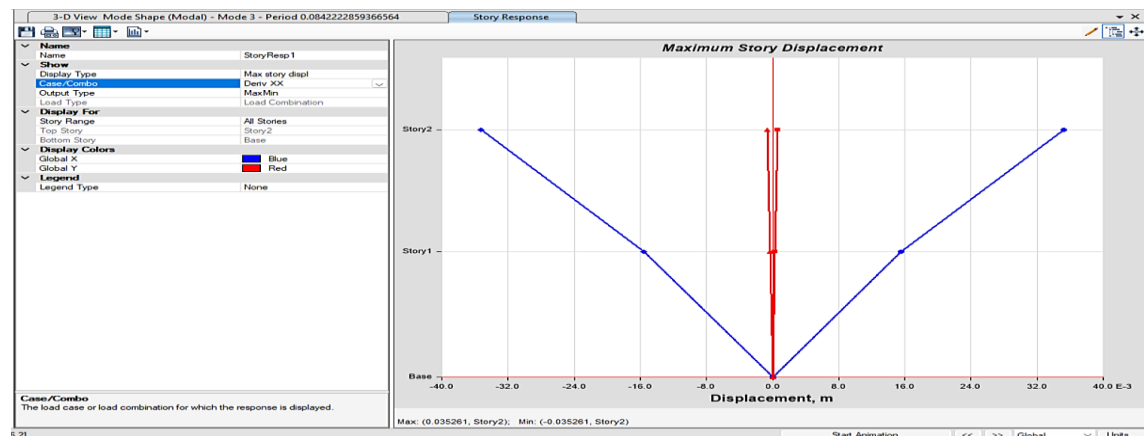 3-D View Mode Shape (Modal) - Mode 3 - Period 0.0842222859366564
Story Response
Name
Name StoryResp1
Show
Display Type Max story displ
Case/Combo Deriv XX
Output Type MaxMin
Load Type Load Combination
Display For
Story Range All Stories
Top Story Story2
Bottom Story Base
Display Colors
Global X Blue
Global Y Red
Legend
Legend Type None
Case/Combo
The load case or load combination for which the response is displayed.
Maximum Story Displacement
Story2
Story1
Base
-40.0 -32.0 -24.0 -16.0 -8.0 0.0 8.0 16.0 24.0 32.0 40.0 E-3
Displacement, m
Max: (0.035261, Story2); Min: (-0.035261, Story2)
Start Animation << >> Global Units